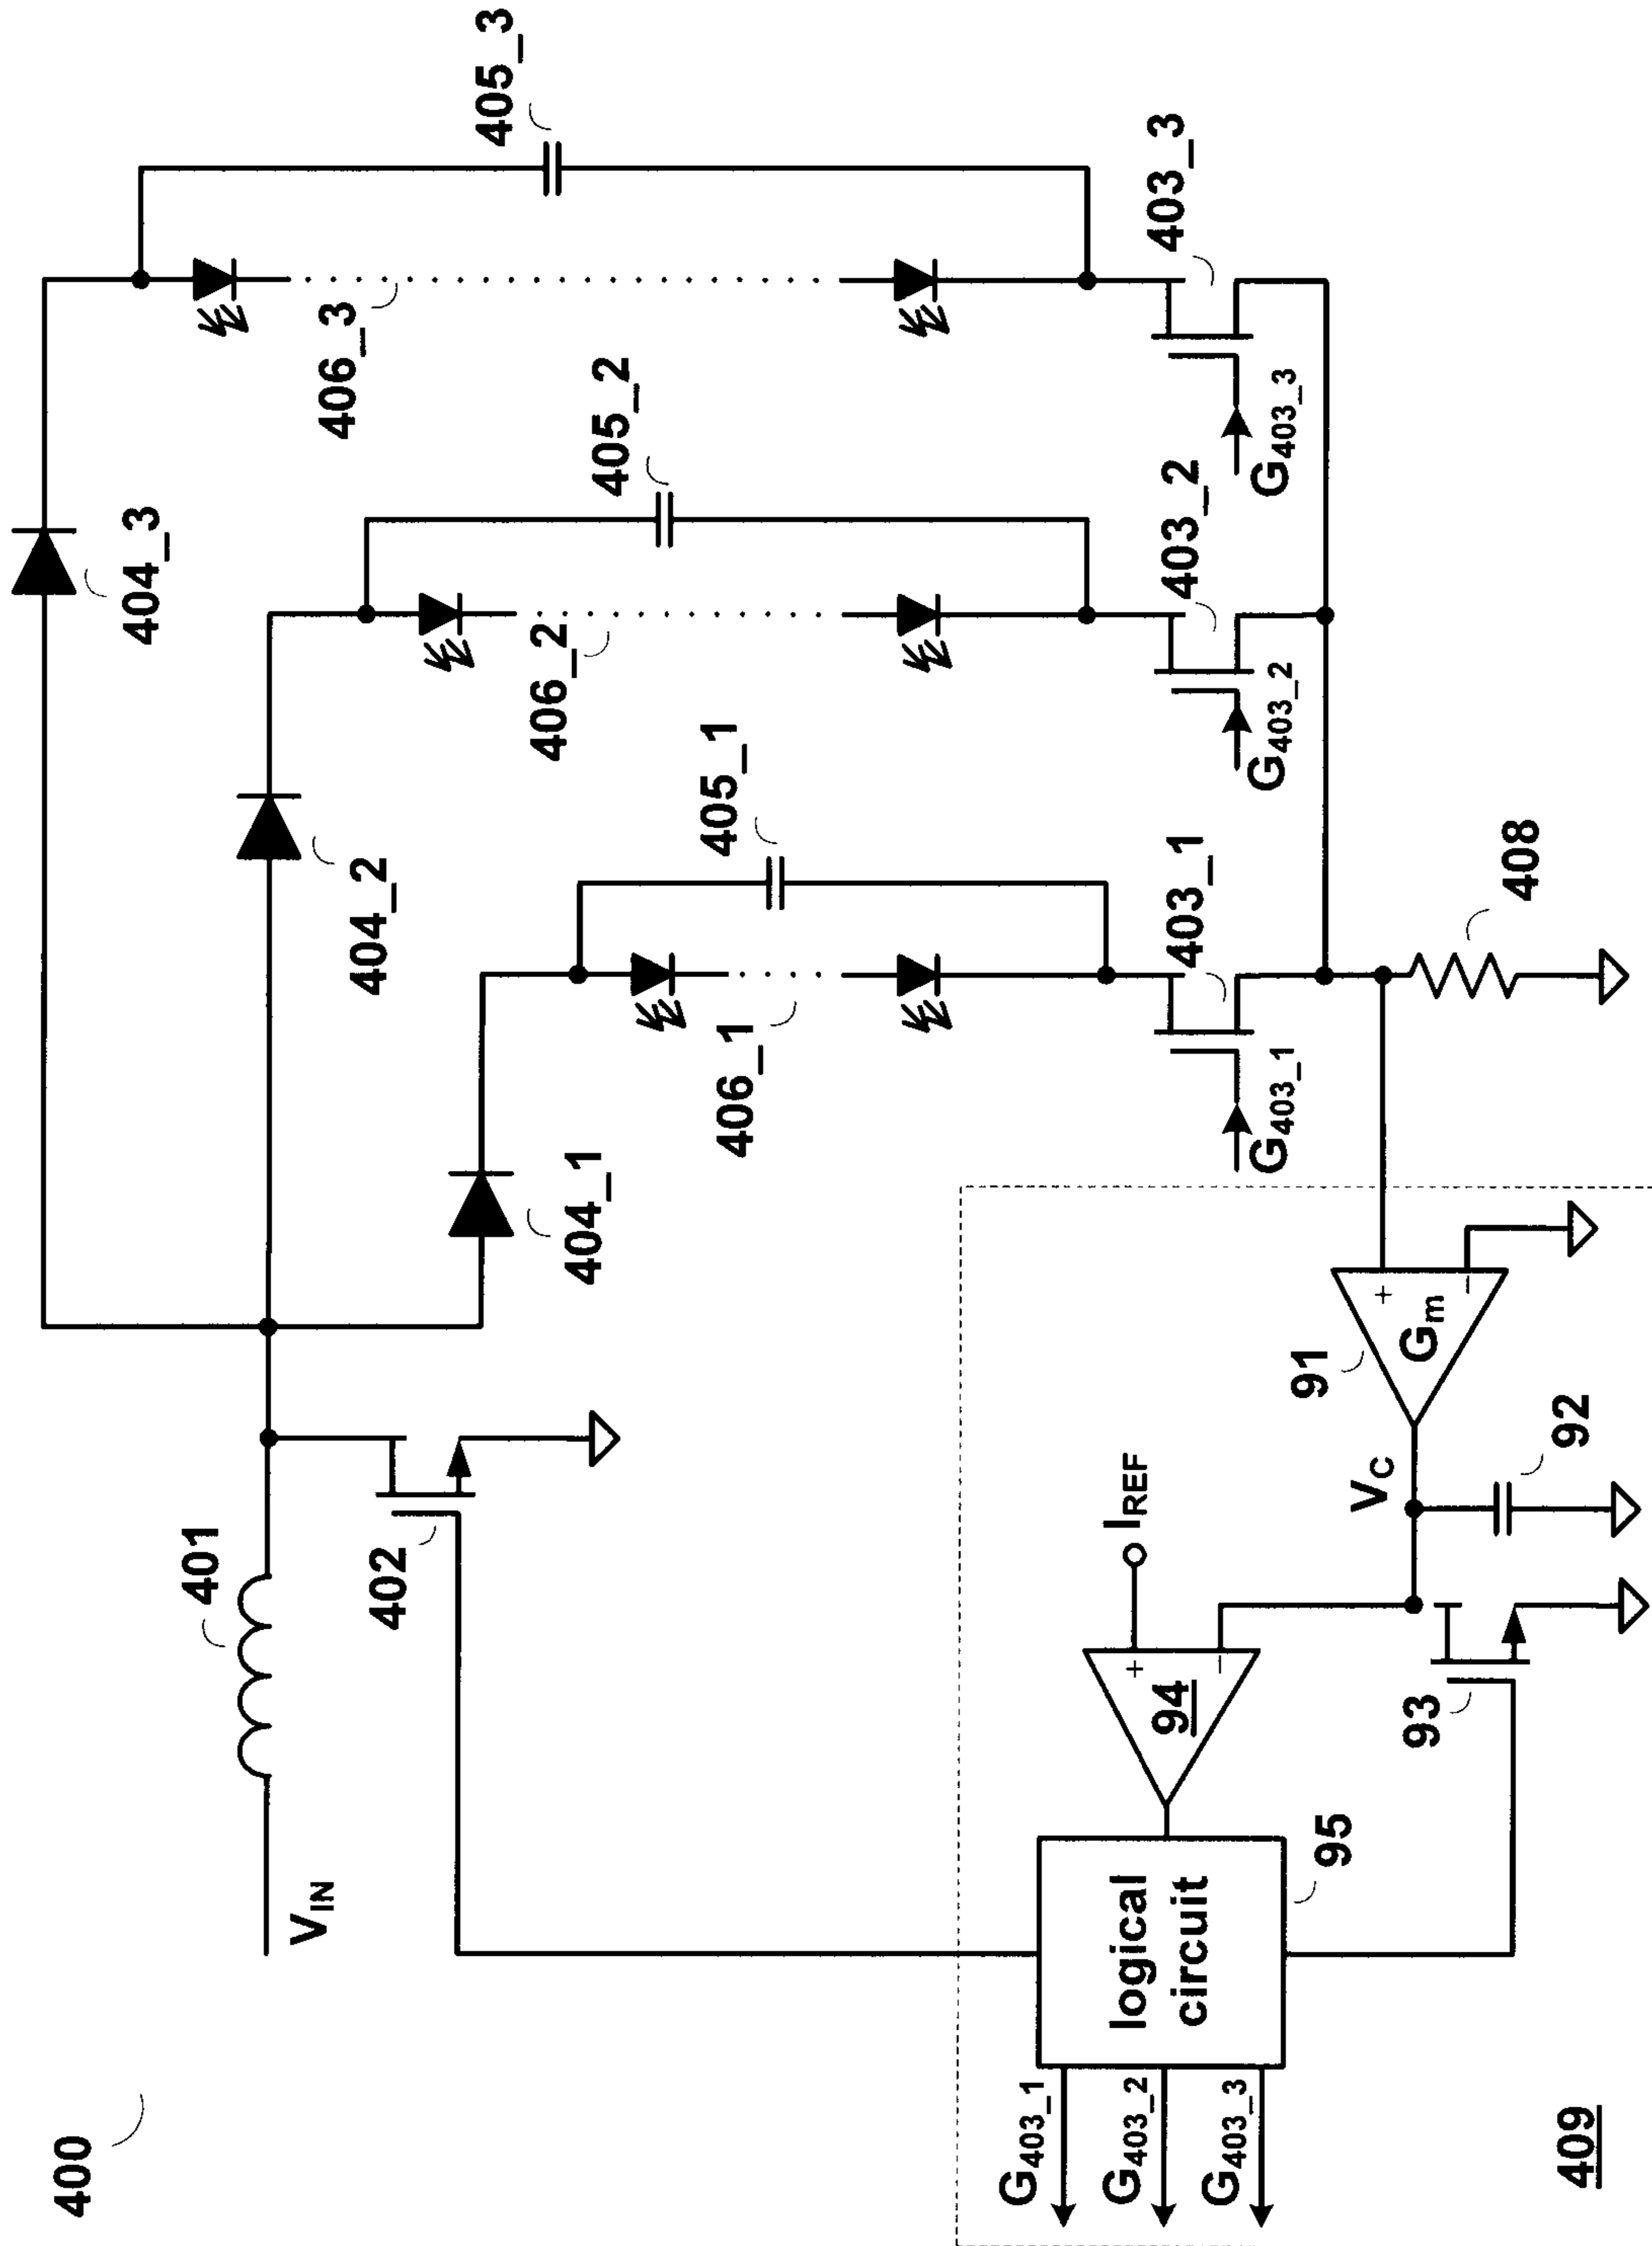 400
V_IN
401
402
404_3
404_2
404_1
405_3
406_3
405_2
406_2
405_1
406_1
403_3
G403_3
403_2
G403_2
403_1
G403_1
408
I_REF
+
−
94
V_C
+
−
Gm
91
92
93
logical
circuit
95
G403_1
G403_2
G403_3
409